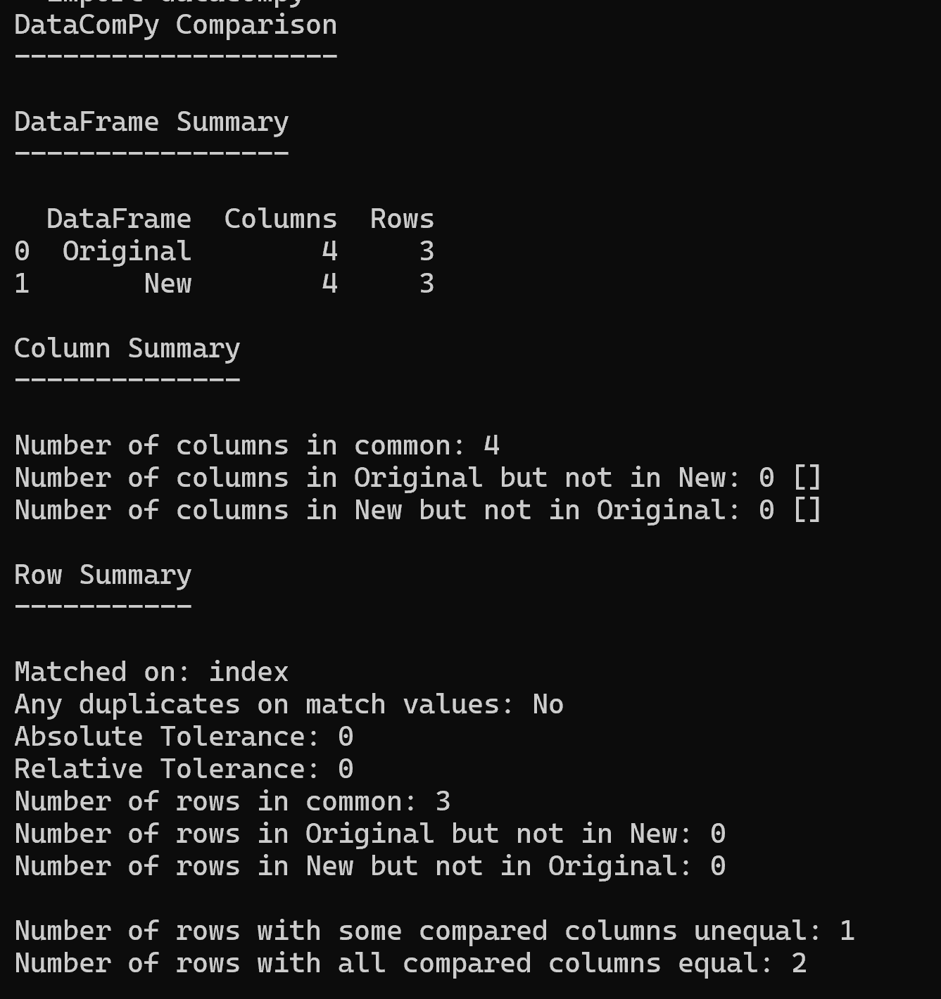 import datacompy
DataComPy Comparison
--------------------
DataFrame Summary
-----------------
DataFrame  Columns  Rows
0  Original        4     3
1       New        4     3
Column Summary
--------------
Number of columns in common: 4
Number of columns in Original but not in New: 0 []
Number of columns in New but not in Original: 0 []
Row Summary
-----------
Matched on: index
Any duplicates on match values: No
Absolute Tolerance: 0
Relative Tolerance: 0
Number of rows in common: 3
Number of rows in Original but not in New: 0
Number of rows in New but not in Original: 0
Number of rows with some compared columns unequal: 1
Number of rows with all compared columns equal: 2